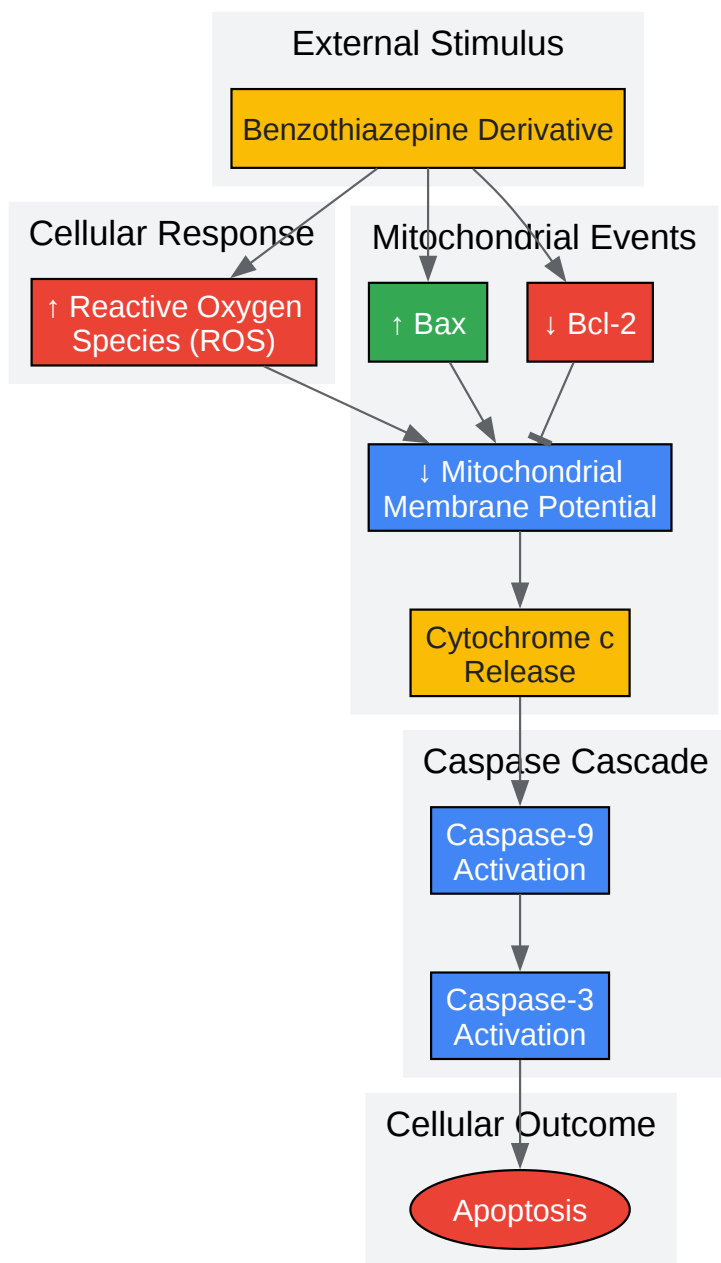 External Stimulus
Benzothiazepine Derivative
Cellular Response
Mitochondrial Events
↑ Reactive Oxygen
Species (ROS)
↑ Bax
↓ Bcl-2
↓ Mitochondrial
Membrane Potential
Cytochrome c
Release
Caspase Cascade
Caspase-9
Activation
Caspase-3
Activation
Cellular Outcome
Apoptosis